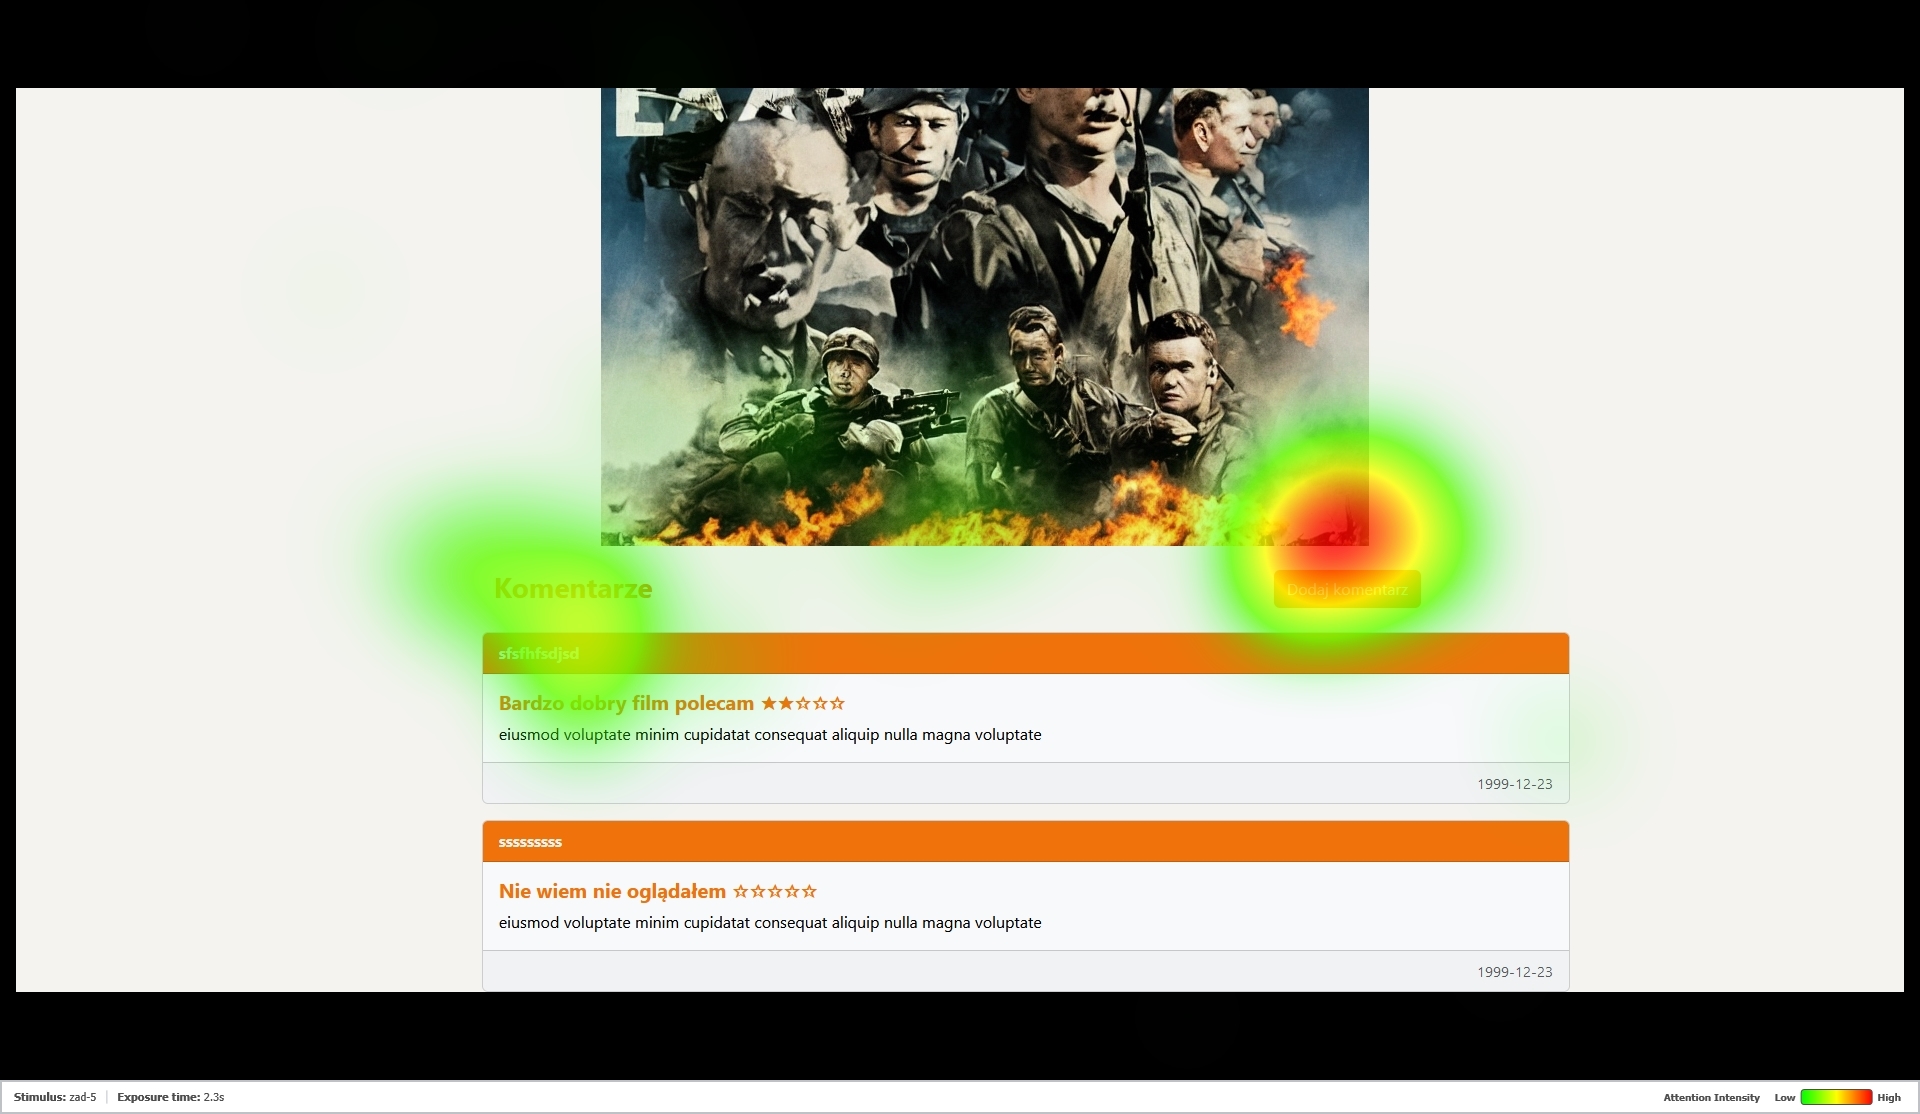 Komentarze
Dodaj komentarz
sfsfhfsdjsd
Bardzo dobry film polecam ★★☆☆☆
eiusmod voluptate minim cupidatat consequat aliquip nulla magna voluptate
1999-12-23
sssssssss
Nie wiem nie oglądałem ☆☆☆☆☆
eiusmod voluptate minim cupidatat consequat aliquip nulla magna voluptate
1999-12-23
Stimulus: zad-5 | Exposure time: 2.3s
Attention Intensity Low High